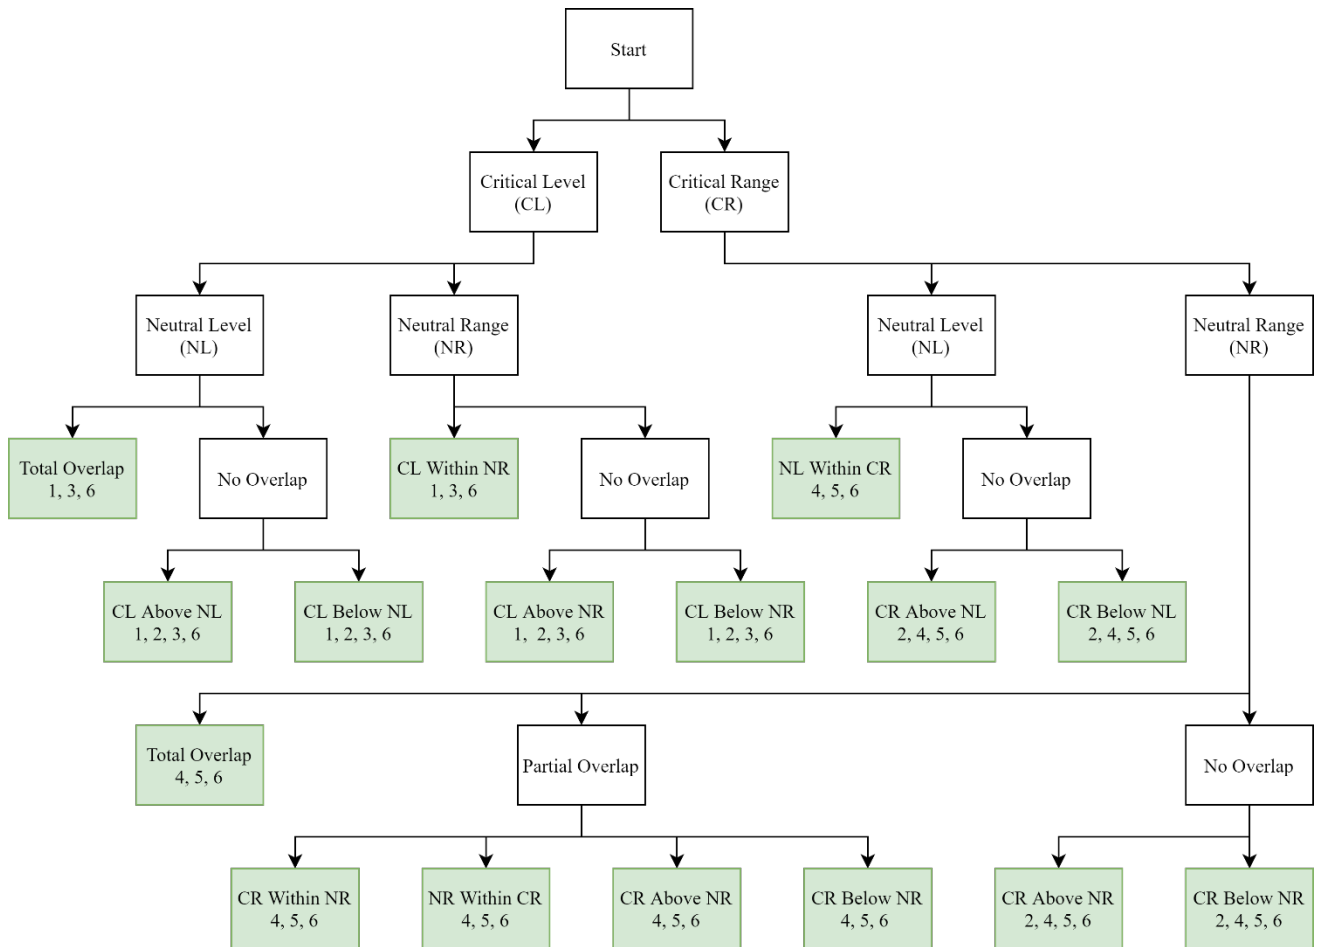 Start
Critical Level
(CL)
Critical Range
(CR)
Neutral Level
(NL)
Neutral Range
(NR)
Neutral Level
(NL)
Neutral Range
(NR)
Total Overlap
1, 3, 6
No Overlap
CL Within NR
1, 3, 6
No Overlap
NL Within CR
4, 5, 6
No Overlap
CL Above NL
1, 2, 3, 6
CL Below NL
1, 2, 3, 6
CL Above NR
1, 2, 3, 6
CL Below NR
1, 2, 3, 6
CR Above NL
2, 4, 5, 6
CR Below NL
2, 4, 5, 6
Total Overlap
4, 5, 6
Partial Overlap
No Overlap
CR Within NR
4, 5, 6
NR Within CR
4, 5, 6
CR Above NR
4, 5, 6
CR Below NR
4, 5, 6
CR Above NR
2, 4, 5, 6
CR Below NR
2, 4, 5, 6